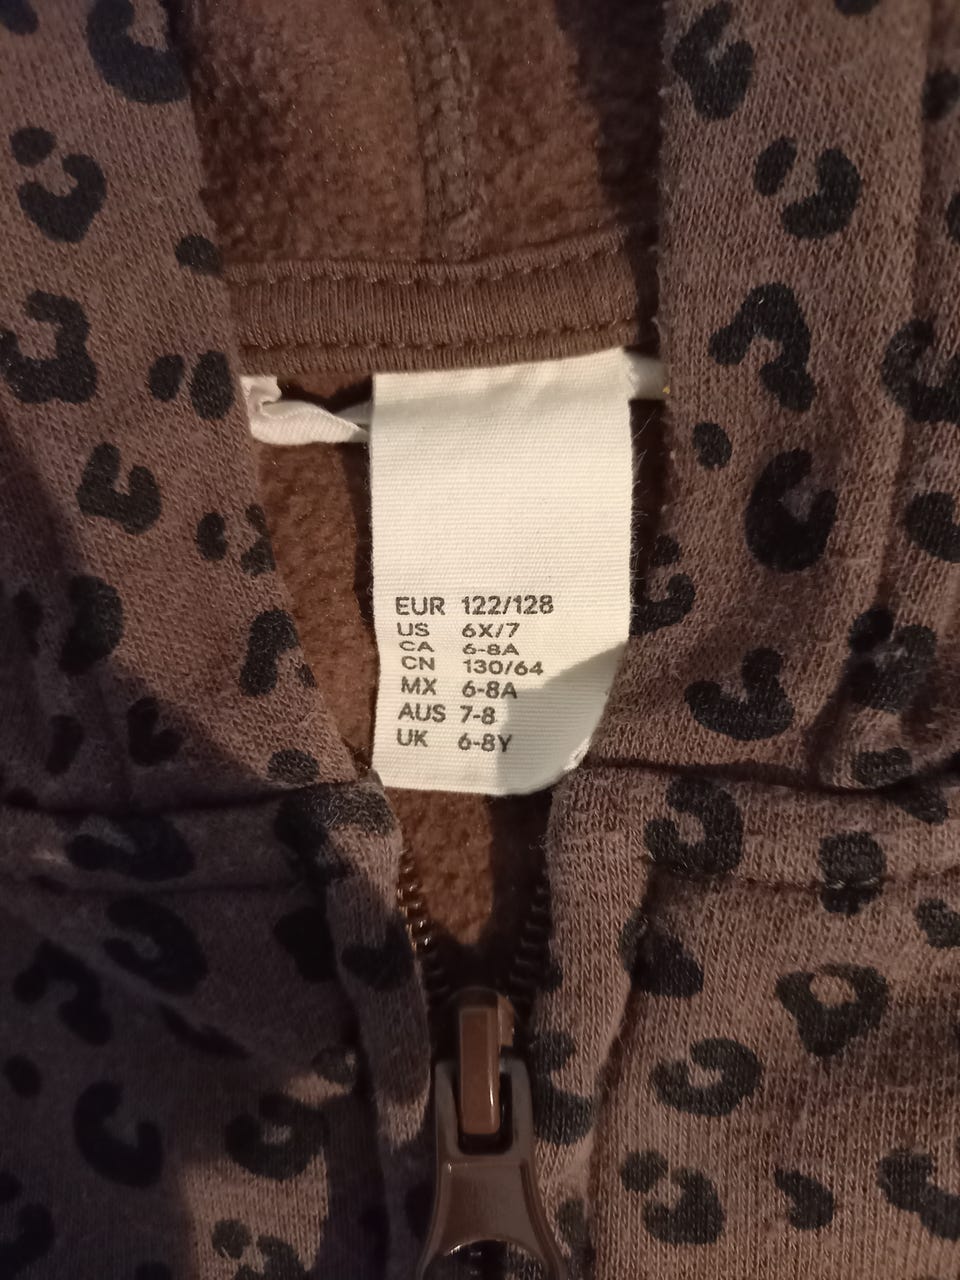 EUR 122/128
US 6X/7
CA 6-8A
CN 130/64
MX 6-8A
AUS 7-8
UK 6-8Y